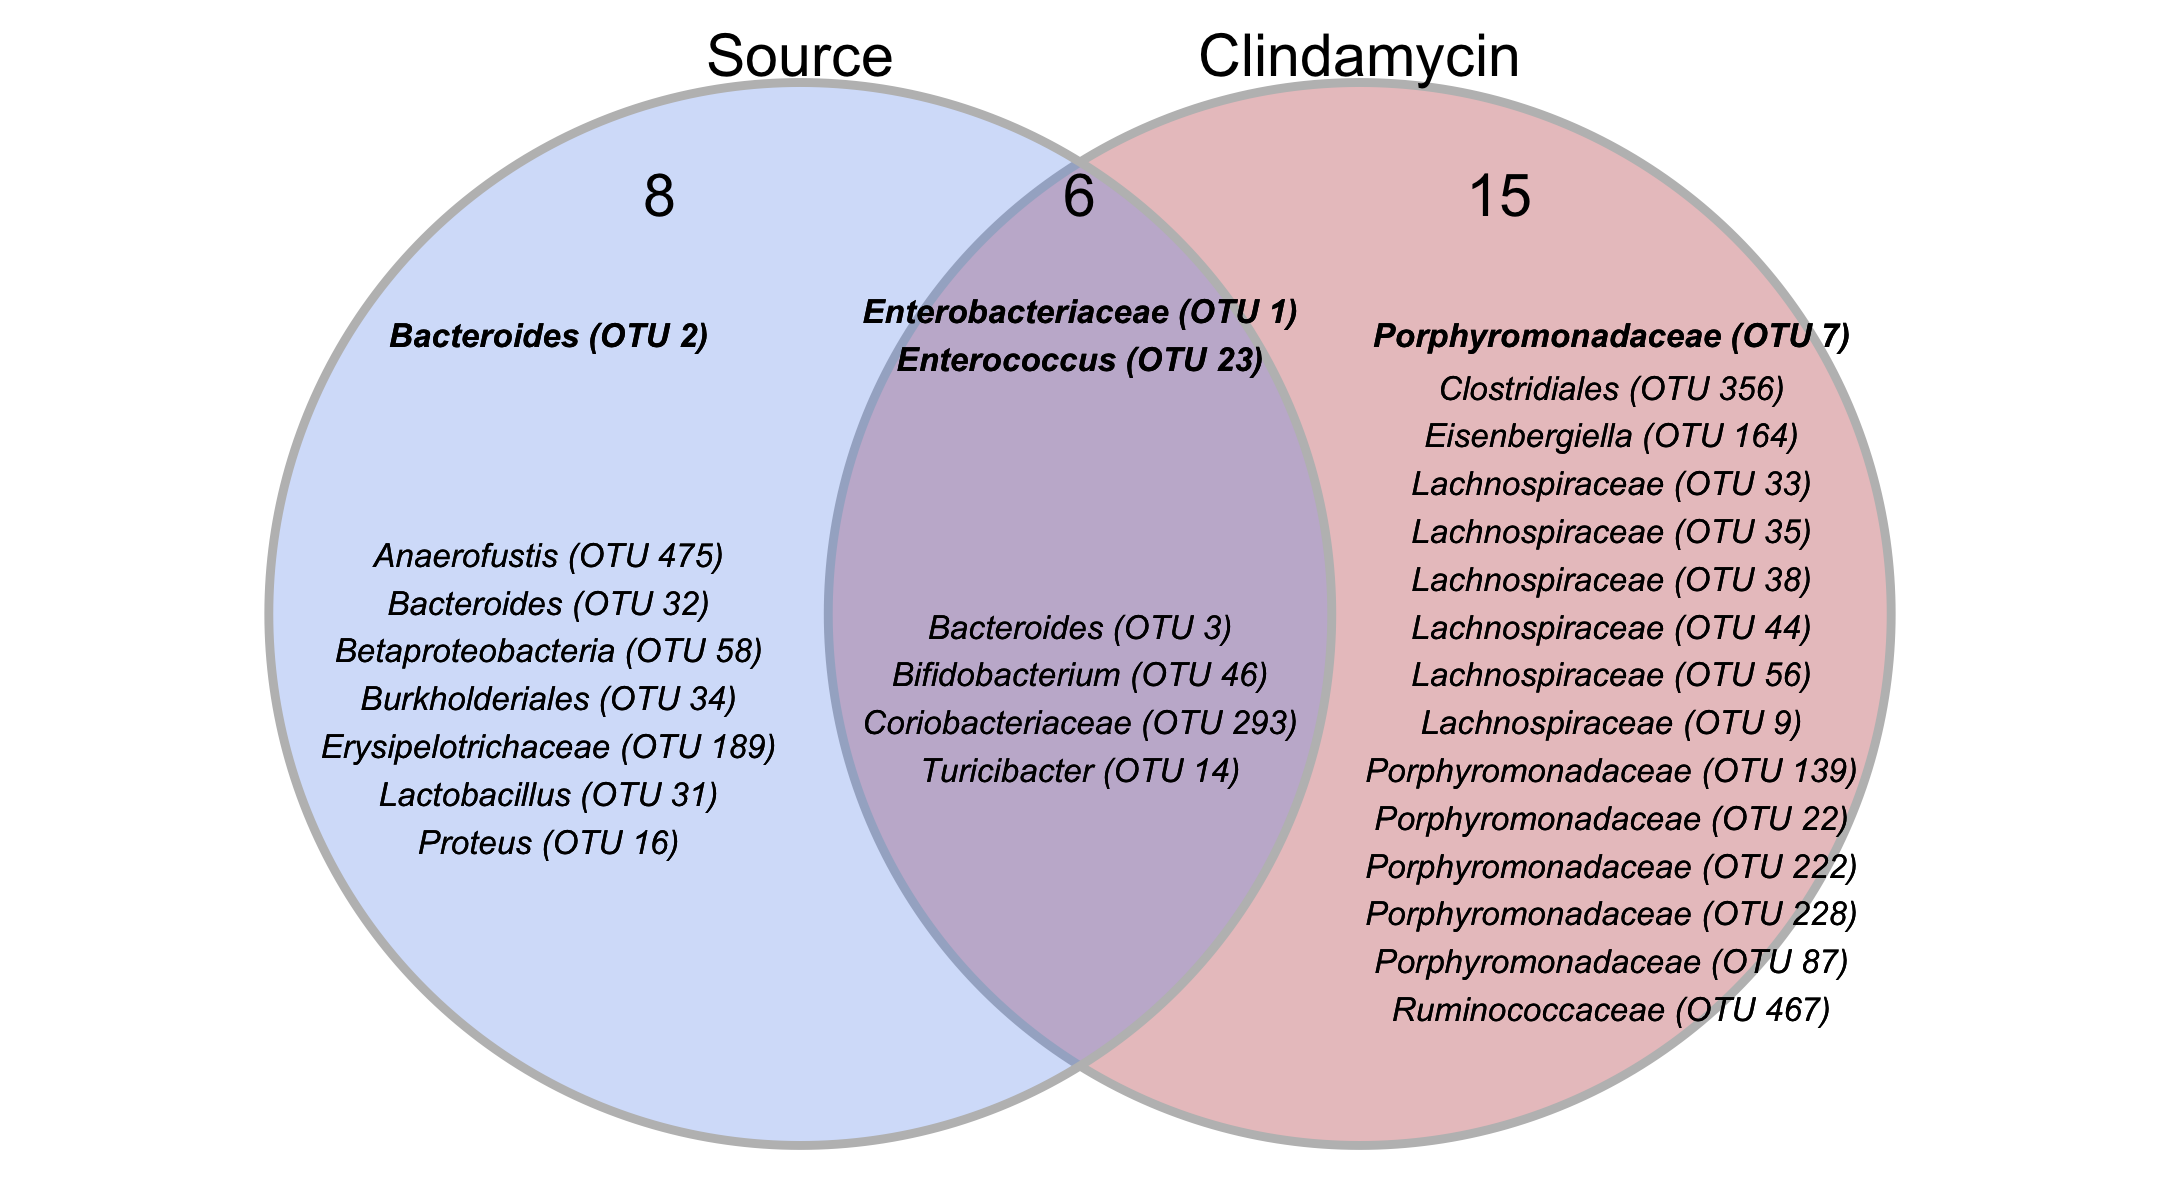 Source
Clindamycin
8
6
15
Bacteroides (OTU 2)
Anaerofustis (OTU 475)
Bacteroides (OTU 32)
Betaproteobacteria (OTU 58)
Burkholderiales (OTU 34)
Erysipelotrichaceae (OTU 189)
Lactobacillus (OTU 31)
Proteus (OTU 16)
Enterobacteriaceae (OTU 1)
Enterococcus (OTU 23)
Bacteroides (OTU 3)
Bifidobacterium (OTU 46)
Coriobacteriaceae (OTU 293)
Turicibacter (OTU 14)
Porphyromonadaceae (OTU 7)
Clostridiales (OTU 356)
Eisenbergiella (OTU 164)
Lachnospiraceae (OTU 33)
Lachnospiraceae (OTU 35)
Lachnospiraceae (OTU 38)
Lachnospiraceae (OTU 44)
Lachnospiraceae (OTU 56)
Lachnospiraceae (OTU 9)
Porphyromonadaceae (OTU 139)
Porphyromonadaceae (OTU 22)
Porphyromonadaceae (OTU 222)
Porphyromonadaceae (OTU 228)
Porphyromonadaceae (OTU 87)
Ruminococcaceae (OTU 467)